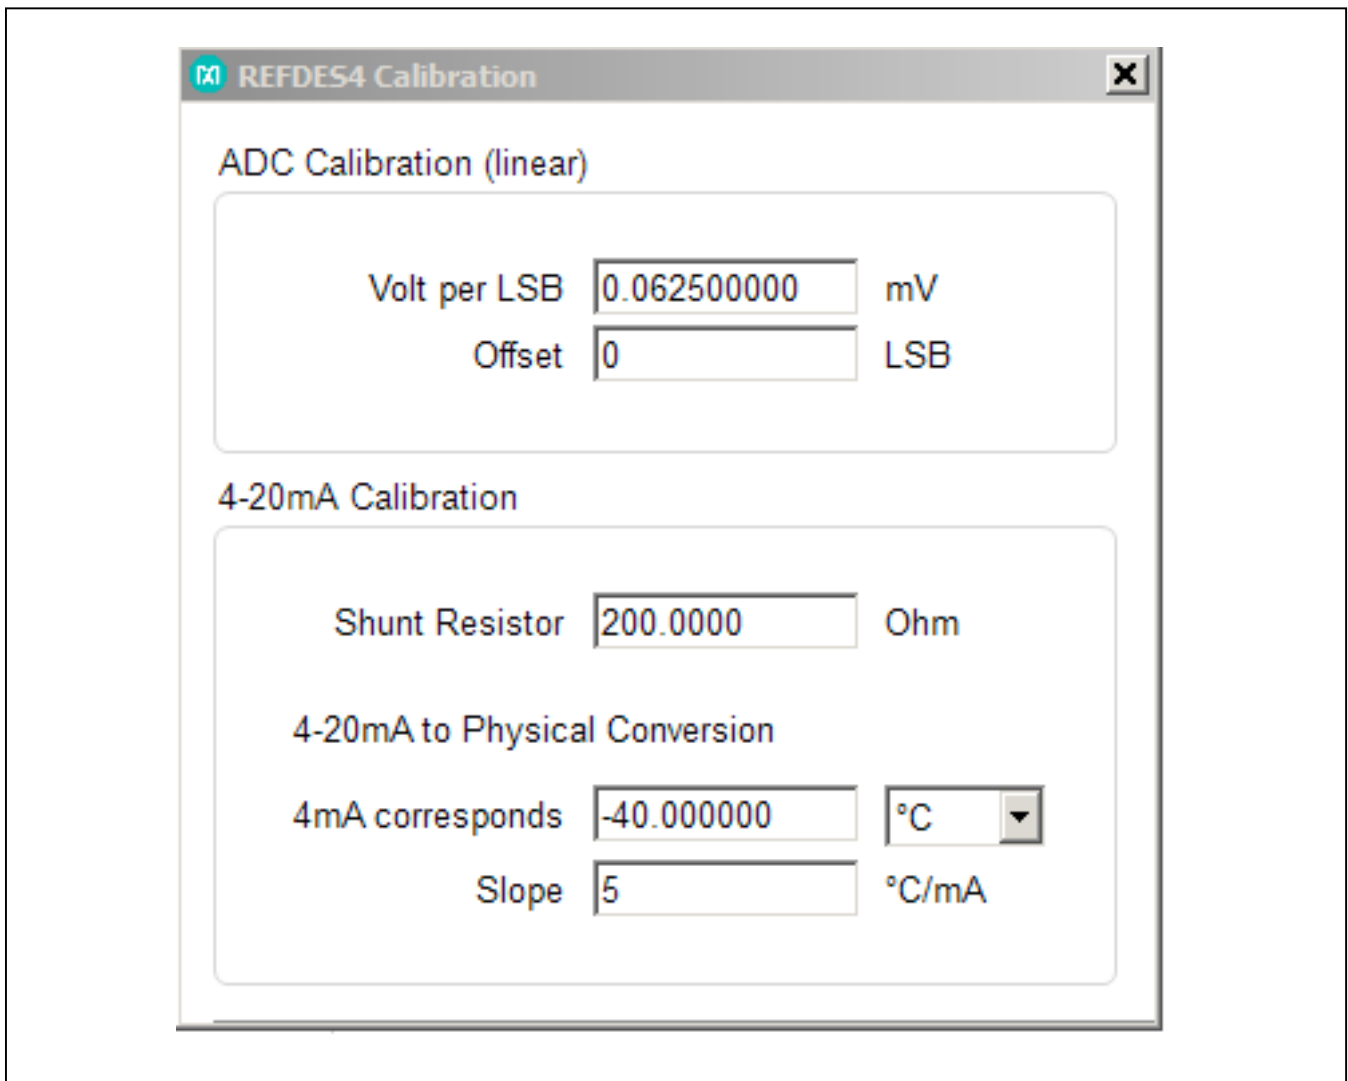 REFDES4 Calibration
ADC Calibration (linear)
Volt per LSB 0.062500000 mV
Offset 0 LSB
4-20mA Calibration
Shunt Resistor 200.0000 Ohm
4-20mA to Physical Conversion
4mA corresponds -40.000000 °C
Slope 5 °C/mA